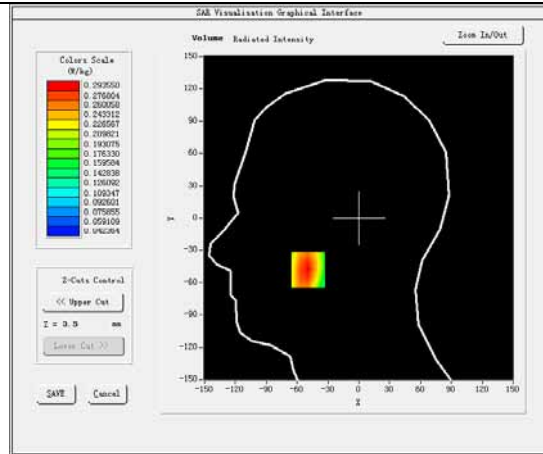 SAR Visualisation Graphical Interface
Volume Radiated Intensity
Zoom In/Out
Colors Scale
(W/kg)
0.293550
0.276804
0.260058
0.243312
0.226567
0.209821
0.193075
0.176330
0.159584
0.142838
0.126092
0.109347
0.092601
0.075855
0.059109
0.042364
Z-Cuts Control
<< Upper Cut
Z = 3.5 mm
Lower Cut >>
SAVE Cancel
150
120
90
60
30
0
-30
-60
-90
-120
-150
Y
-150 -120 -90 -60 -30 0 30 60 90 120 150
X